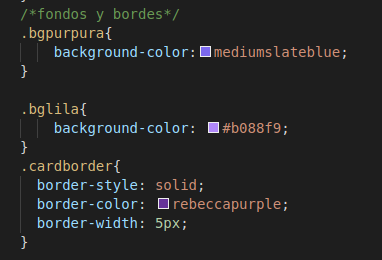 /*fondos y bordes*/
.bgpurpura{
    background-color: mediumslateblue;
}

.bglila{
    background-color: #b088f9;
}
.cardborder{
  border-style: solid;
  border-color: rebeccapurple;
  border-width: 5px;
}